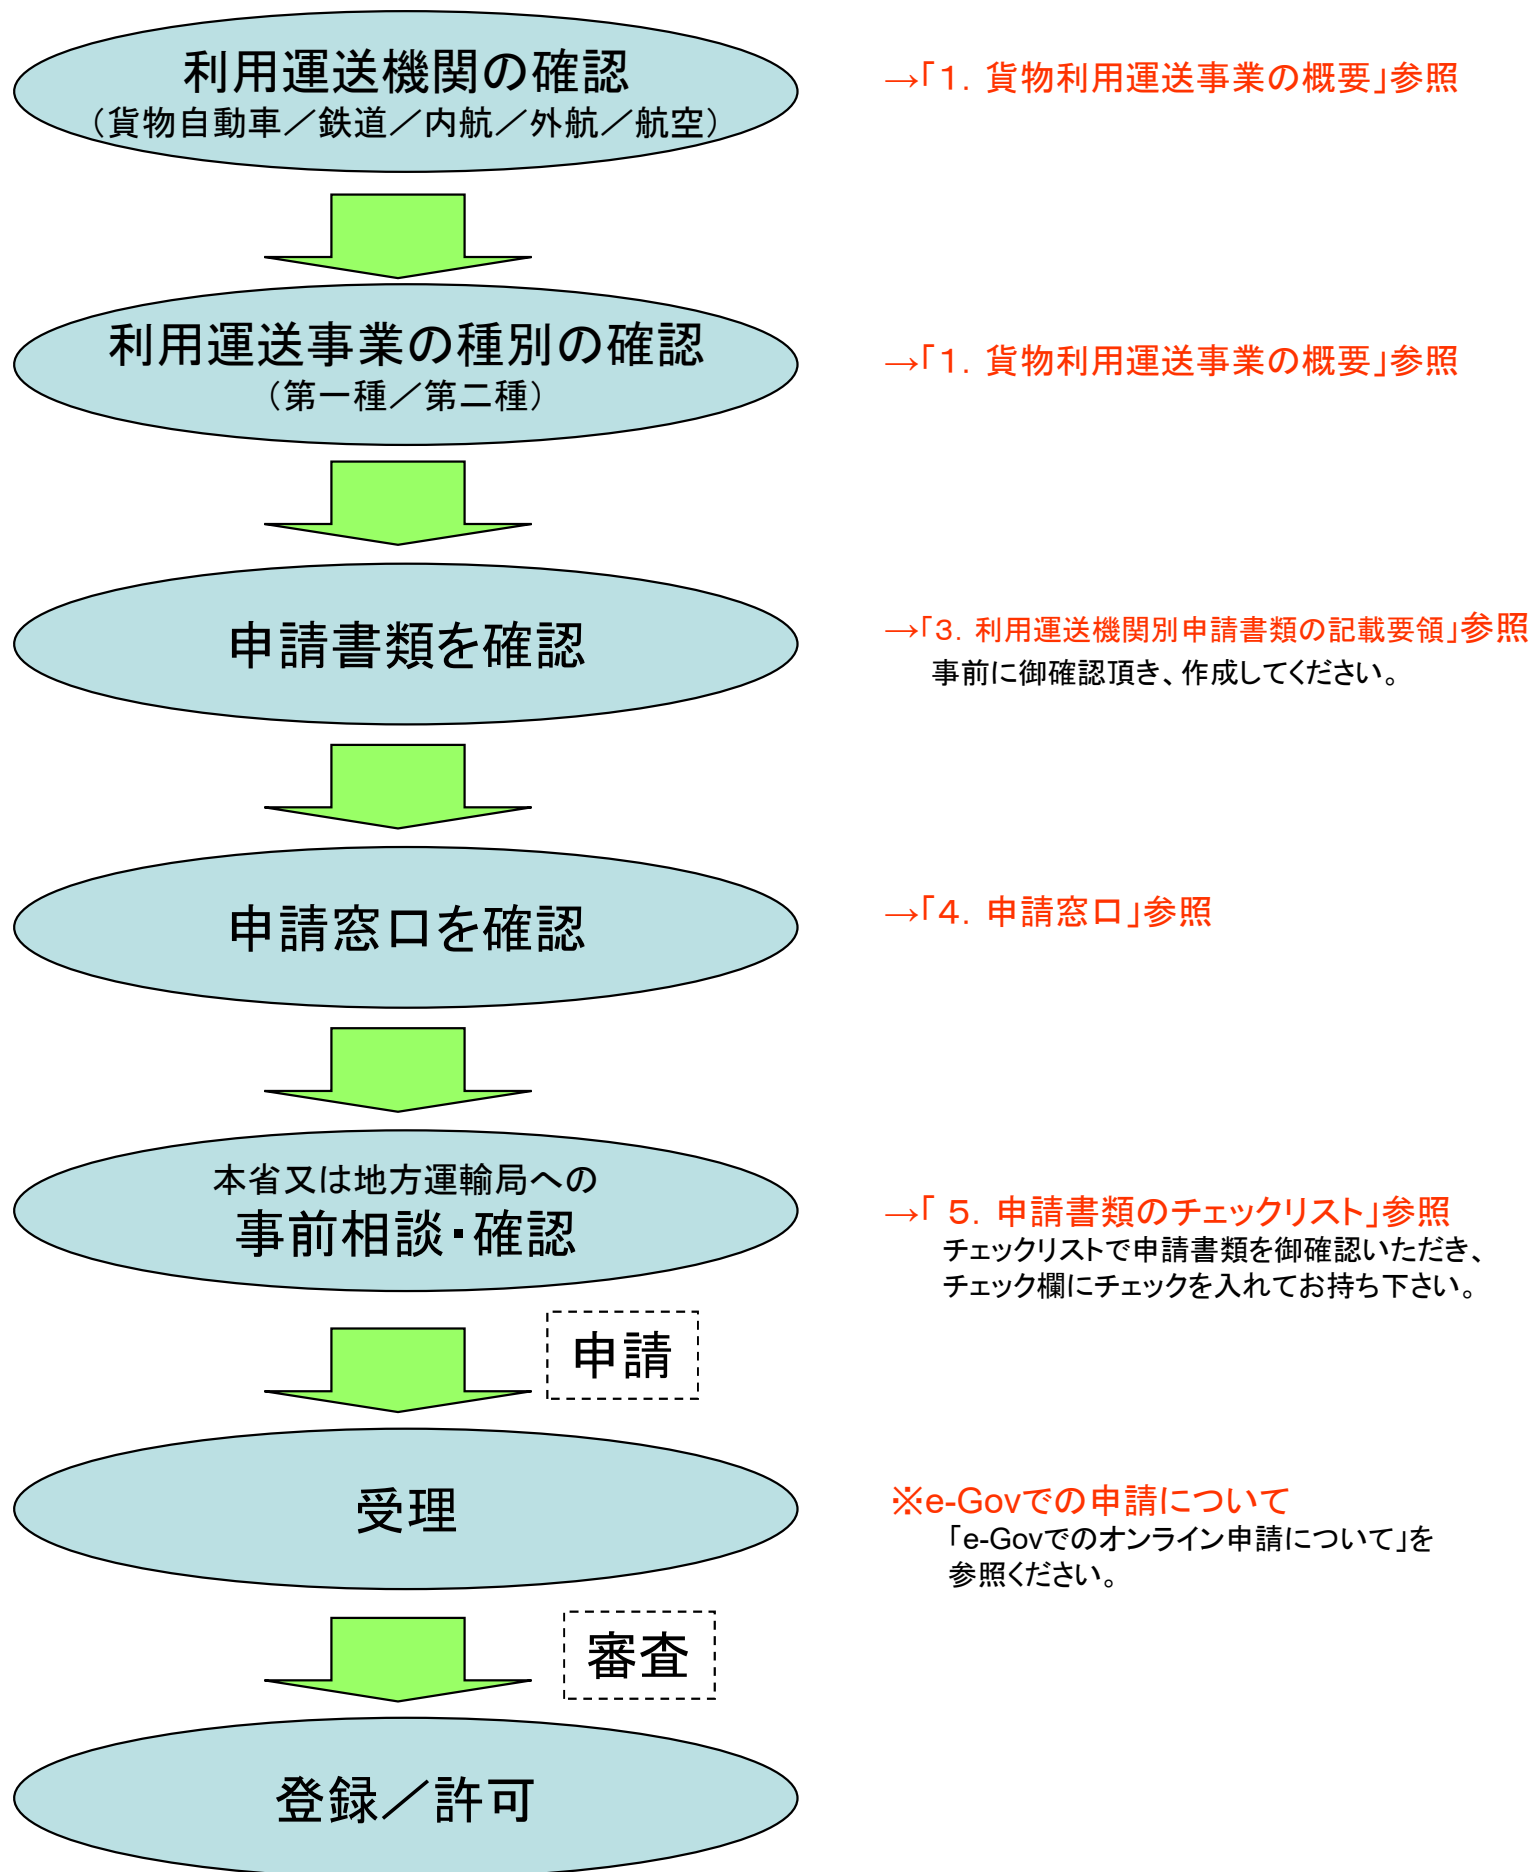 利用運送機関の確認
（貨物自動車／鉄道／内航／外航／航空）
→「１．貨物利用運送事業の概要」参照
利用運送事業の種別の確認
（第一種／第二種）
→「１．貨物利用運送事業の概要」参照
申請書類を確認
→「３．利用運送機関別申請書類の記載要領」参照
事前に御確認頂き、作成してください。
申請窓口を確認
→「４．申請窓口」参照
本省又は地方運輸局への
事前相談・確認
→「５．申請書類のチェックリスト」参照
チェックリストで申請書類を御確認いただき、
チェック欄にチェックを入れてお持ち下さい。
申請
受理
※e-Govでの申請について
「e-Govでのオンライン申請について」を
参照ください。
審査
登録／許可